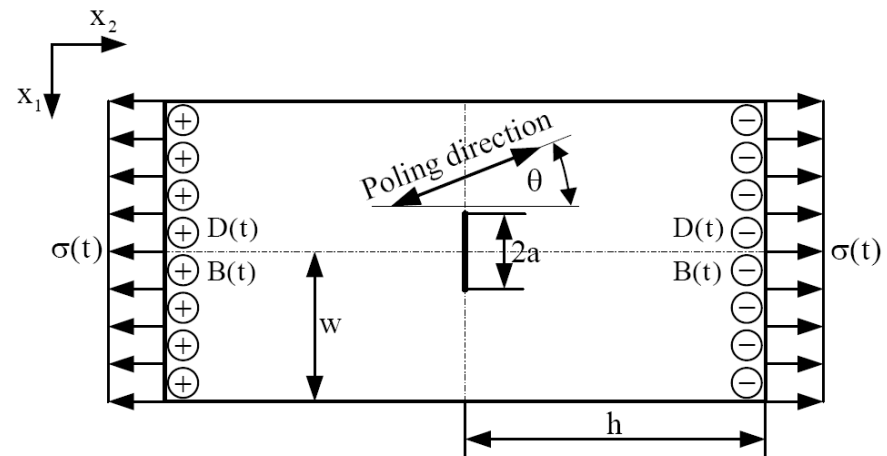 x₂
x₁
Poling direction
θ
D(t)
D(t)
σ(t)
2a
σ(t)
B(t)
B(t)
w
h